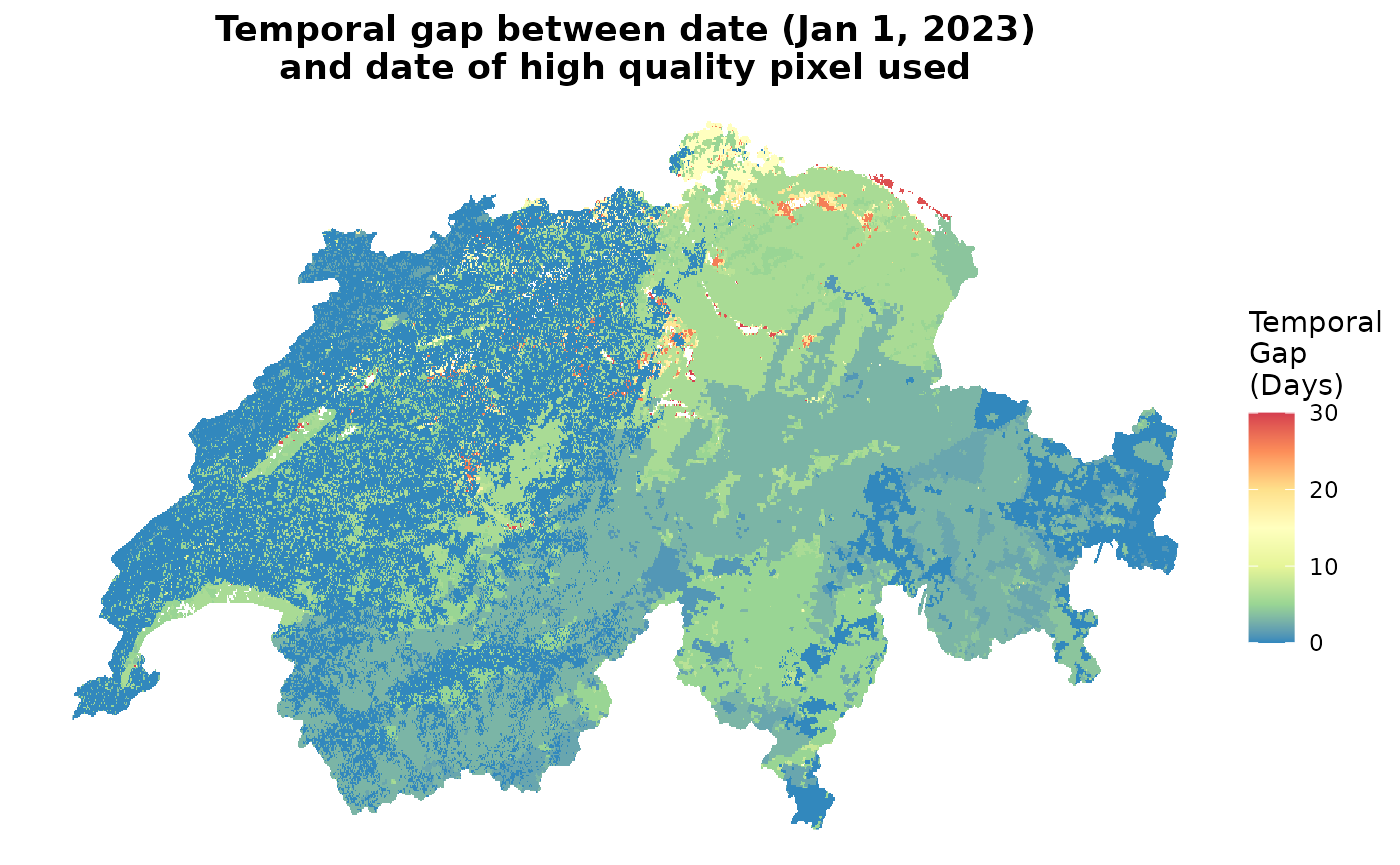 Temporal gap between date (Jan 1, 2023)
and date of high quality pixel used
Temporal
Gap
(Days)
30
20
10
0